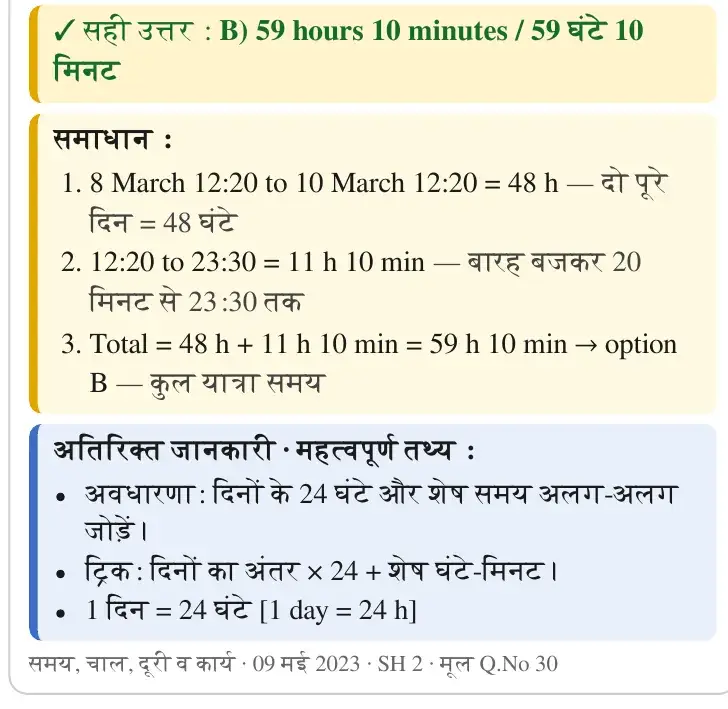 ✓ सही उत्तर : B) 59 hours 10 minutes / 59 घंटे 10
मिनट
समाधान :
1. 8 March 12:20 to 10 March 12:20 = 48 h — दो पूरे
दिन = 48 घंटे
2. 12:20 to 23:30 = 11 h 10 min — बारह बजकर 20
मिनट से 23:30 तक
3. Total = 48 h + 11 h 10 min = 59 h 10 min → option
B — कुल यात्रा समय
अतिरिक्त जानकारी · महत्वपूर्ण तथ्य :
• अवधारणा : दिनों के 24 घंटे और शेष समय अलग-अलग
जोड़ें।
• ट्रिक : दिनों का अंतर × 24 + शेष घंटे-मिनट।
• 1 दिन = 24 घंटे [1 day = 24 h]
समय, चाल, दूरी व कार्य · 09 मई 2023 · SH 2 · मूल Q.No 30